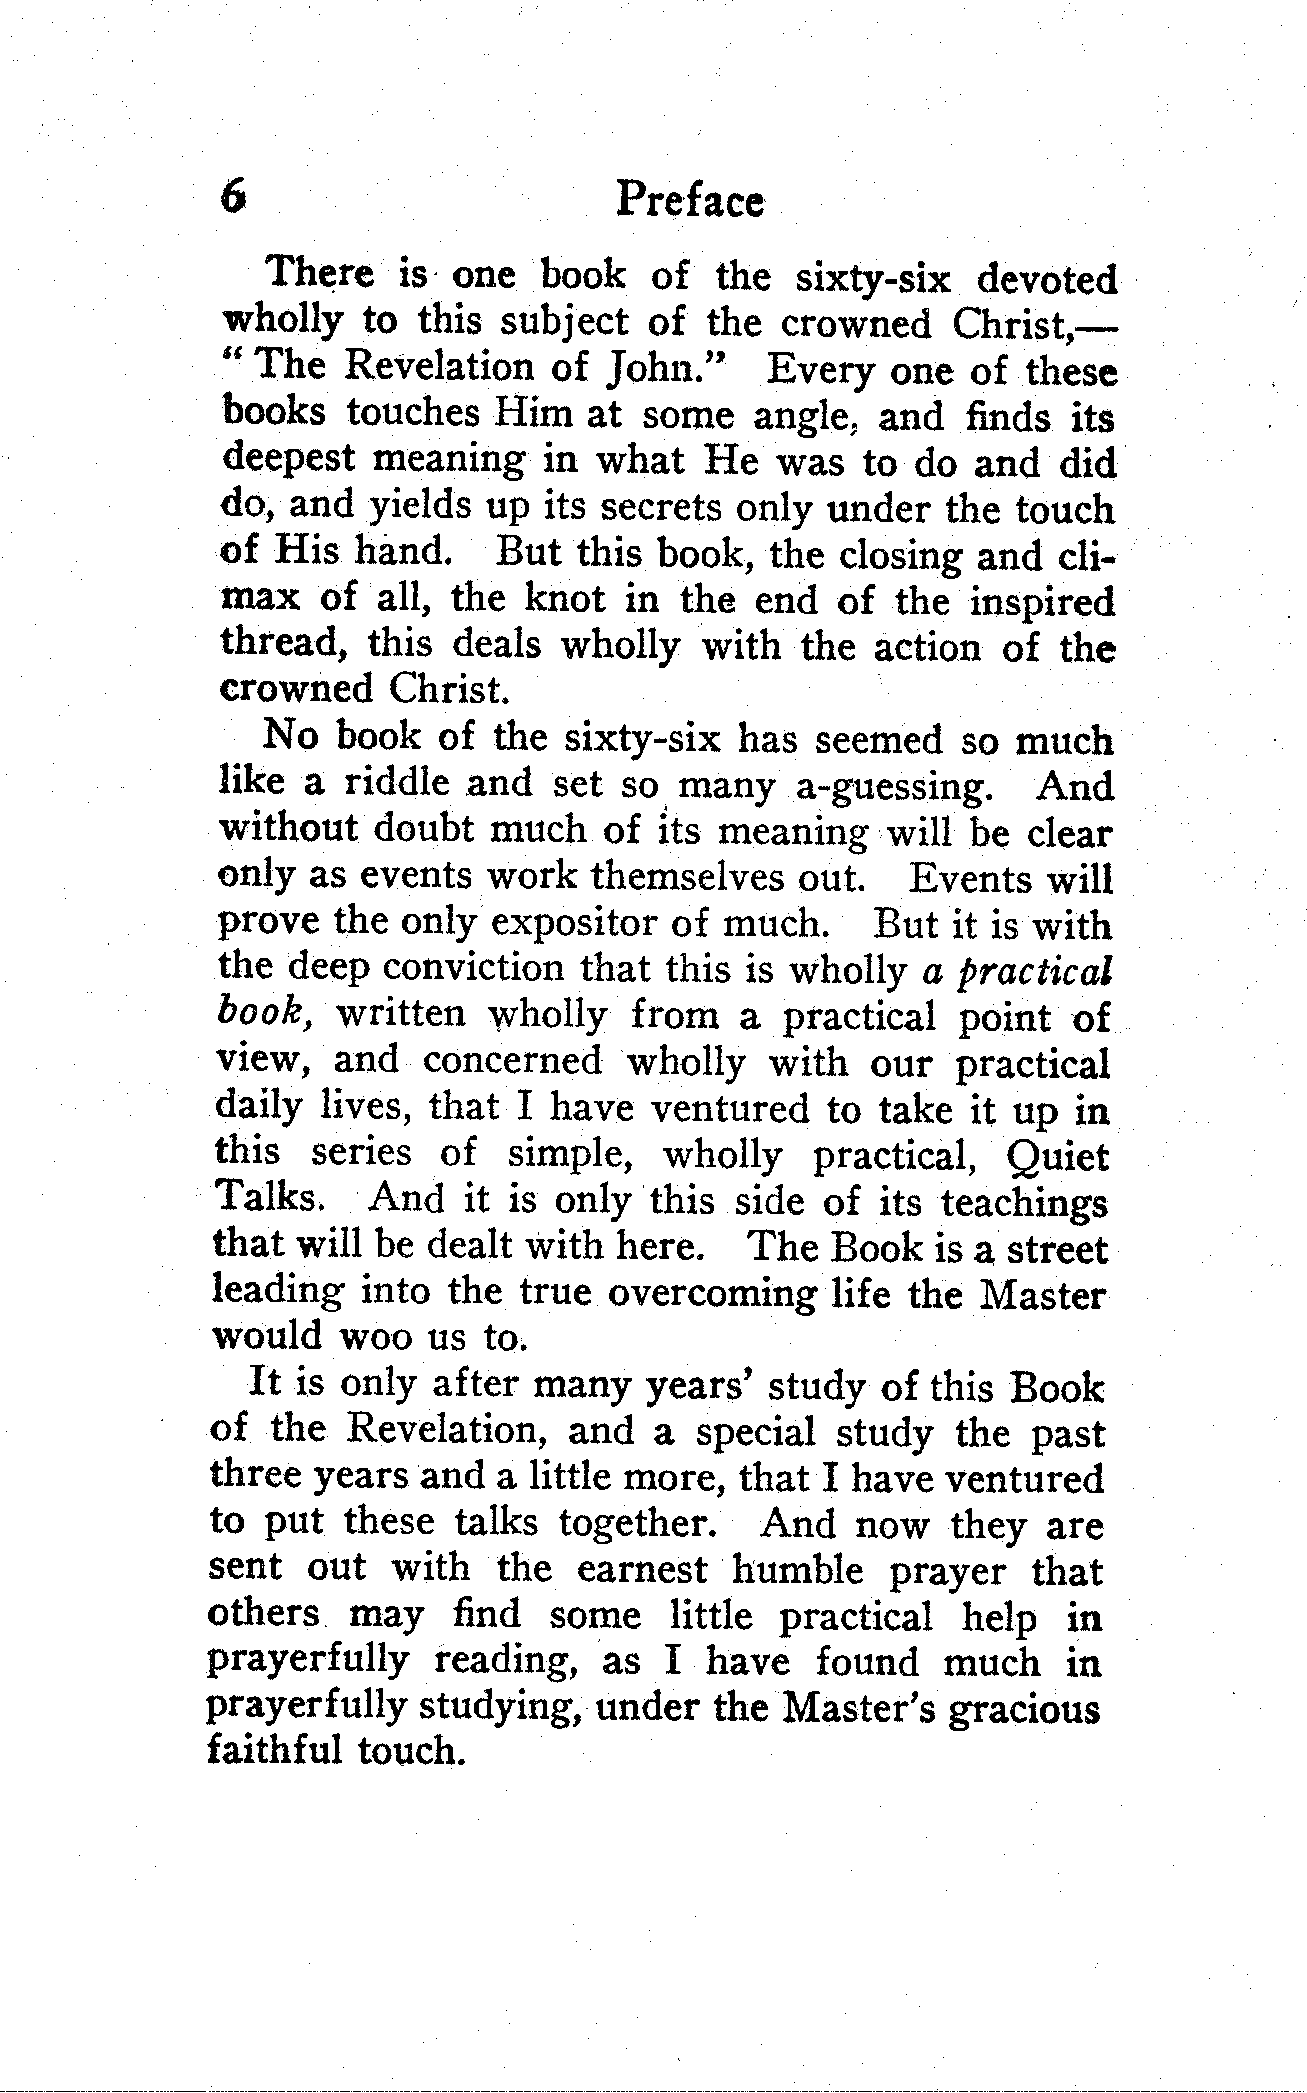 6 Preface
There is one book of the sixty-six devoted
wholly to this subject of the crowned Christ,—
“ The Revelation of John.” Every one of these
books touches Him at some angle, and finds its
deepest meaning in what He was to do and did
do, and yields up its secrets only under the touch
of His hand. But this book, the closing and cli-
max of all, the knot in the end of the inspired
thread, this deals wholly with the action of the
crowned Christ.
No book of the sixty-six has seemed so much
like a riddle and set so many a-guessing. And
without doubt much of its meaning will be clear
only as events work themselves out. Events will
prove the only expositor of much. But it is with
the deep conviction that this is wholly a practical
book, written wholly from a practical point of
view, and concerned wholly with our practical
daily lives, that I have ventured to take it up in
this series of simple, wholly practical, Quiet
Talks. And it is only this side of its teachings
that will be dealt with here. The Book is a street
leading into the true overcoming life the Master
would woo us to.
It is only after many years’ study of this Book
of the Revelation, and a special study the past
three years and a little more, that I have ventured
to put these talks together. And now they are
sent out with the earnest humble prayer that
others may find some little practical help in
prayerfully reading, as I have found much in
prayerfully studying, under the Master’s gracious
faithful touch.